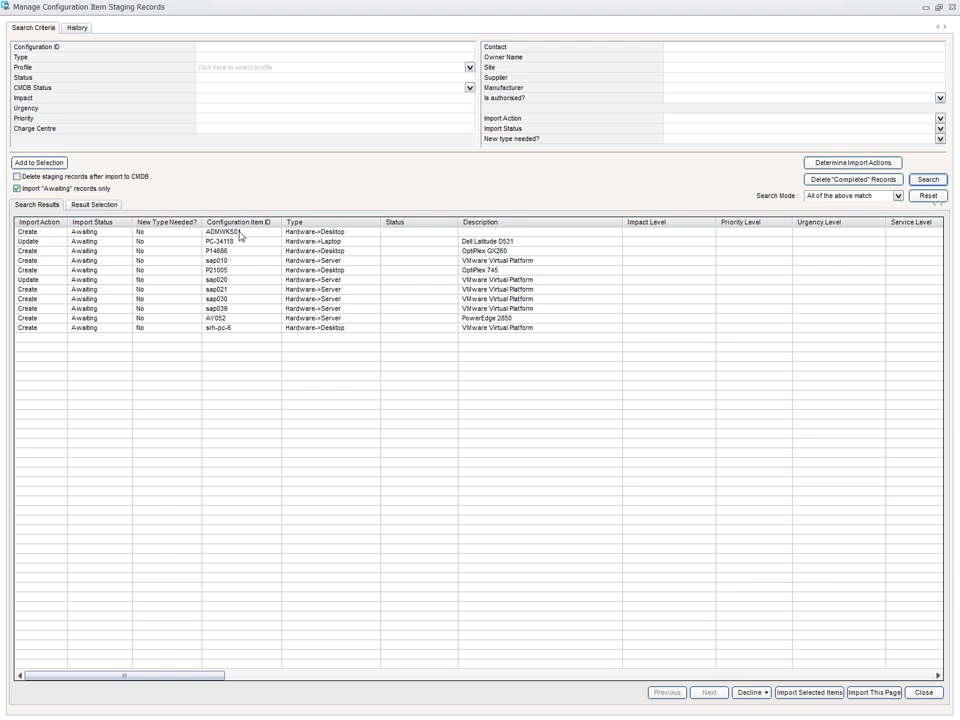 Manage Configuration Item Staging Records
Search Criteria History
Configuration ID
Type
Profile Click here to select profile
Status
CMDB Status
Impact
Urgency
Priority
Charge Centre
Contact
Owner Name
Site
Supplier
Manufacturer
Is authorised?
Import Action
Import Status
New type needed?
Add to Selection
Determine Import Actions
Delete staging records after import to CMDB
Delete "Completed" Records Search
Import "Awaiting" records only
Search Mode : All of the above match Reset
Search Results Result Selection
Import Action Import Status New Type Needed? Configuration Item ID Type Status Description Impact Level Priority Level Urgency Level Service Level
Create Awaiting No ADMWKS01 Hardware->Desktop
Update Awaiting No PC-34118 Hardware->Laptop Dell Latitude D531
Create Awaiting No P14686 Hardware->Desktop OptiPlex GX260
Create Awaiting No sap010 Hardware->Server VMware Virtual Platform
Create Awaiting No P21005 Hardware->Desktop OptiPlex 745
Update Awaiting No sap020 Hardware->Server VMware Virtual Platform
Create Awaiting No sap021 Hardware->Server VMware Virtual Platform
Create Awaiting No sap030 Hardware->Server VMware Virtual Platform
Create Awaiting No sap039 Hardware->Server VMware Virtual Platform
Create Awaiting No AY052 Hardware->Server PowerEdge 2850
Create Awaiting No srh-pc-6 Hardware->Desktop VMware Virtual Platform
Previous Next Decline Import Selected Items Import This Page Close